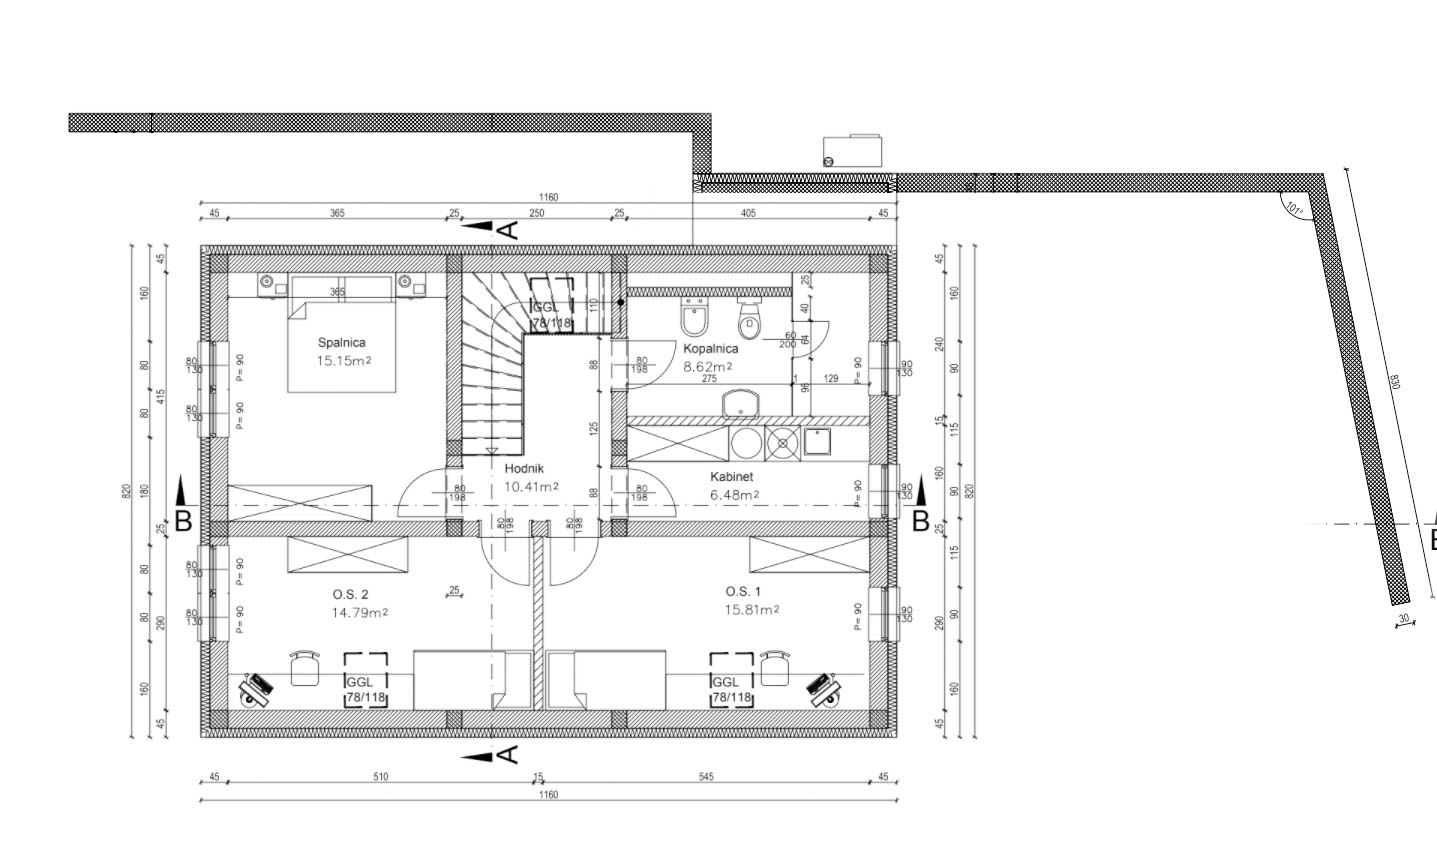 1160
45 365 25 250 25 405 45
A
45
101°
830
30
365
Spalnica
15.15m²
GGL
78/118
110
Kopalnica
8.62m²
275
1
129
25
40
64
96
60
200
80
198
88
125
88
Hodnik
10.41m²
Kabinet
6.48m²
80
198
80
198
80
198
80
198
80
130
P= 90
80
130
P= 90
80
130
P= 90
80
130
P= 90
90
130
P= 90
90
130
P= 90
90
130
P= 90
B
B
B
O.S. 2
14.79m²
25
O.S. 1
15.81m²
GGL
78/118
GGL
78/118
820
160
80
80
180
80
80
160
45
415
25
290
45
45
240
15
160
25
290
45
160
90
115
90
115
90
160
820
A
45 510 15 545 45
1160